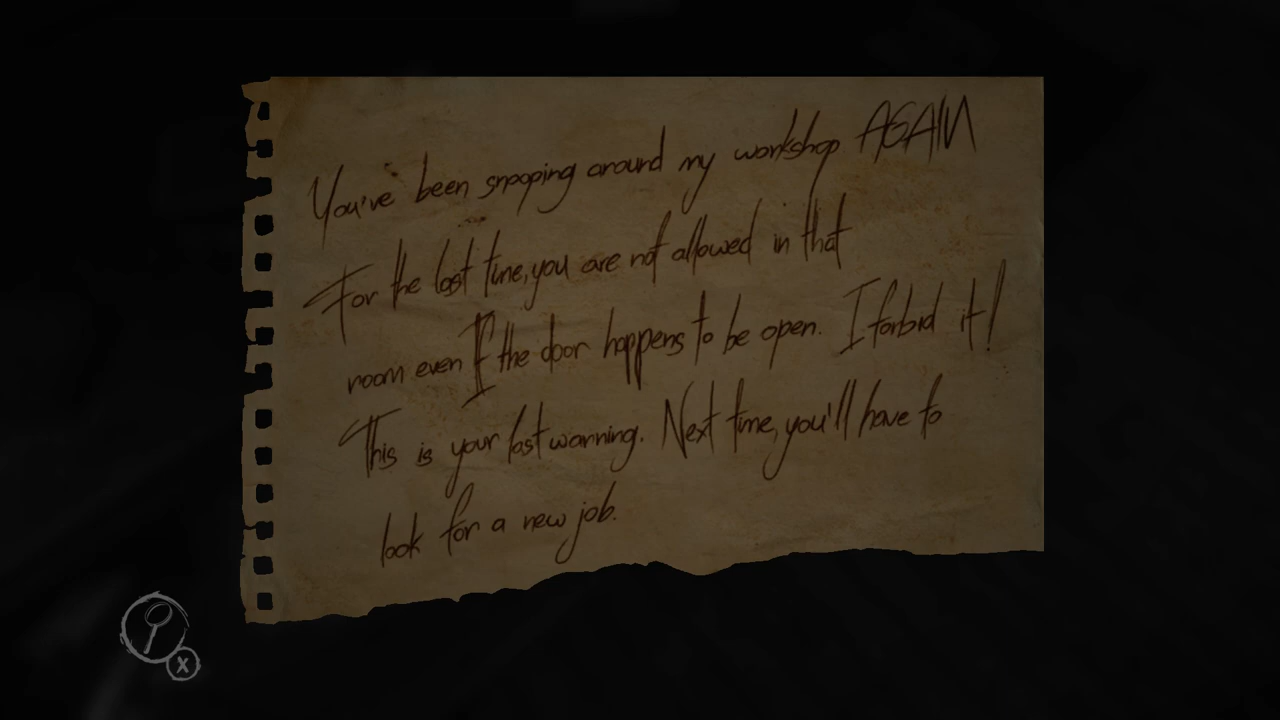 You've been snooping around my workshop AGAIN
For the last time, you are not allowed in that
room even If the door happens to be open. I forbid it!
This is your last warning. Next time, you'll have to
look for a new job.
X